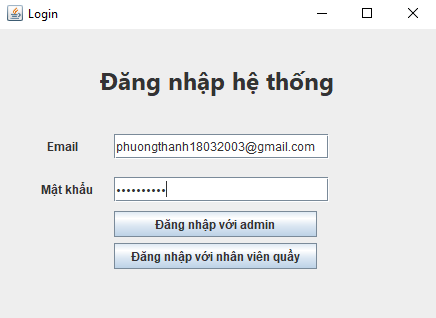 Login
Đăng nhập hệ thống
Email
phuongthanh18032003@gmail.com
Mật khẩu
••••••••••
Đăng nhập với admin
Đăng nhập với nhân viên quầy